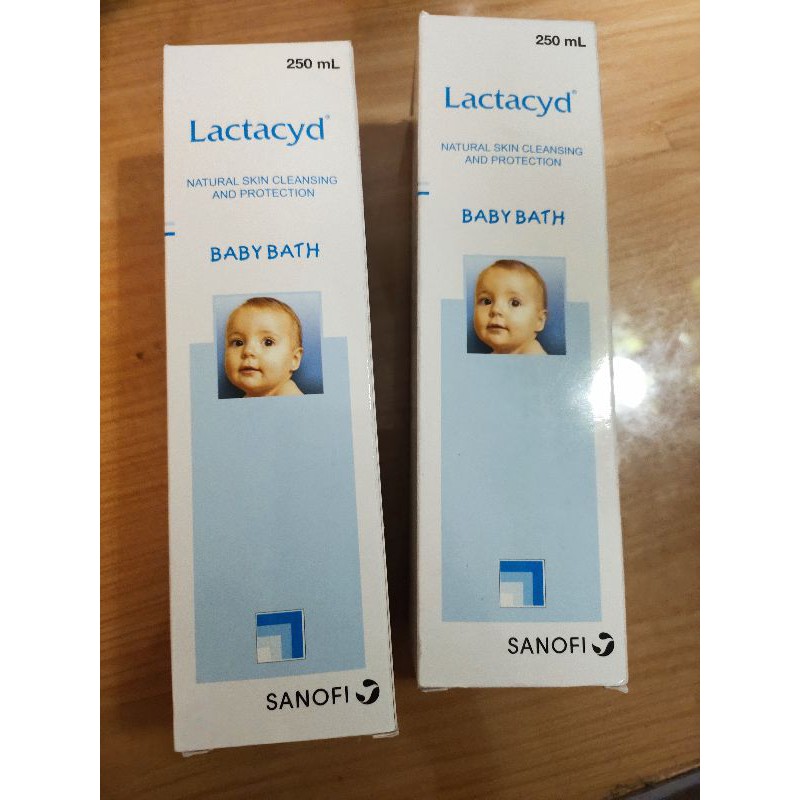 250 mL
Lactacyd®
NATURAL SKIN CLEANSING
AND PROTECTION
BABY BATH
SANOFI
250 mL
Lactacyd®
NATURAL SKIN CLEANSING
AND PROTECTION
BABY BATH
SANOFI